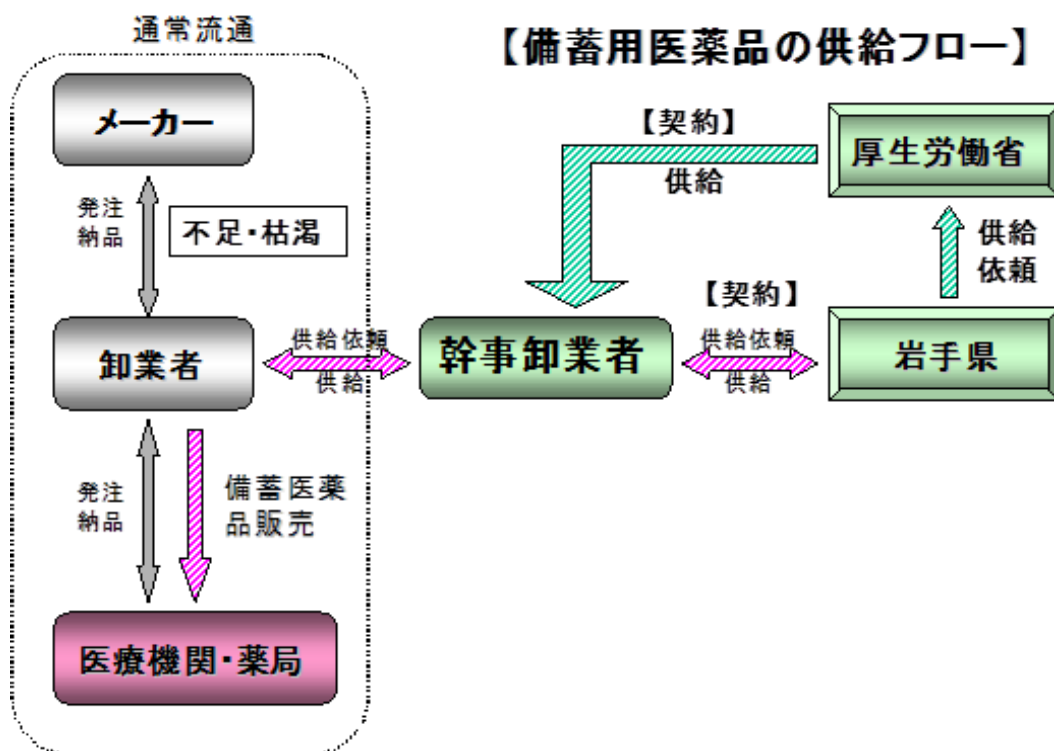 通常流通
【備蓄用医薬品の供給フロー】
メーカー
【契約】
供給
厚生労働省
発注
納品
不足・枯渇
供給
依頼
卸業者
供給依頼
供給
幹事卸業者
【契約】
供給依頼
供給
岩手県
発注
納品
備蓄医薬
品販売
医療機関・薬局